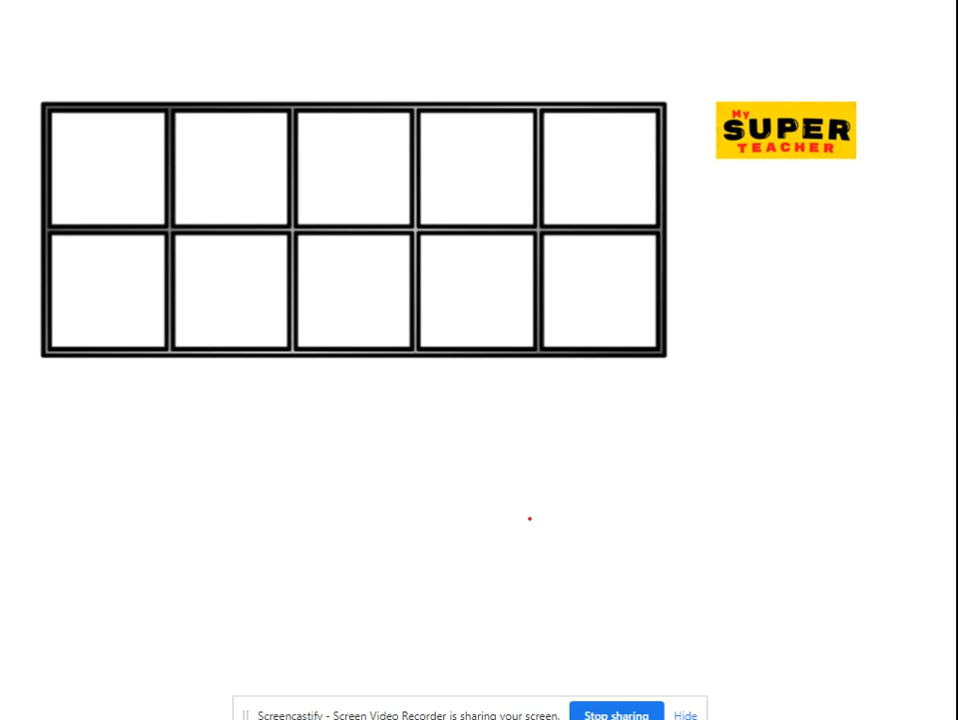 My
SUPER
TEACHER
Screencastify - Screen Video Recorder is sharing your screen. Stop sharing Hide